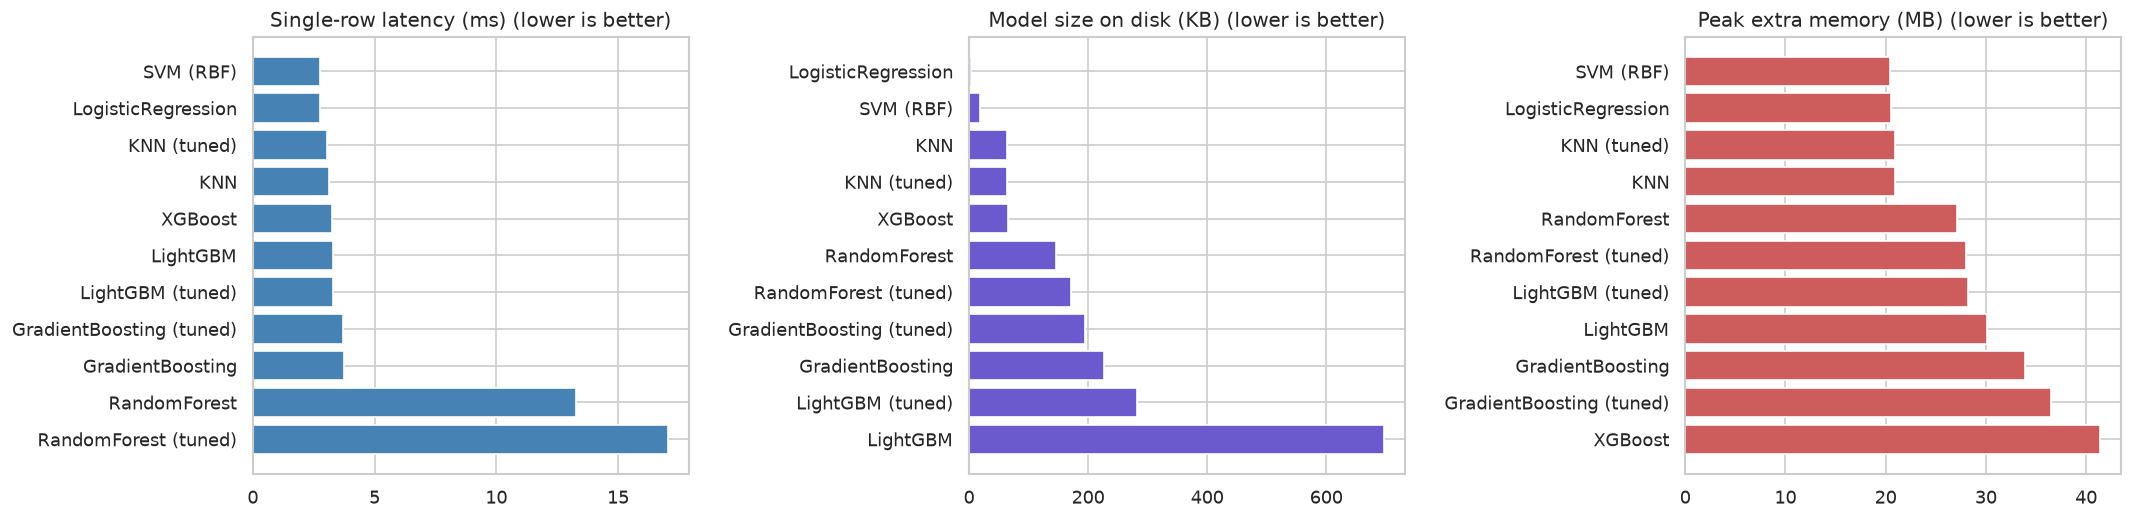 Single-row latency (ms) (lower is better)
SVM (RBF)
LogisticRegression
KNN (tuned)
KNN
XGBoost
LightGBM
LightGBM (tuned)
GradientBoosting (tuned)
GradientBoosting
RandomForest
RandomForest (tuned)
0 5 10 15
Model size on disk (KB) (lower is better)
LogisticRegression
SVM (RBF)
KNN
KNN (tuned)
XGBoost
RandomForest
RandomForest (tuned)
GradientBoosting (tuned)
GradientBoosting
LightGBM (tuned)
LightGBM
0 200 400 600
Peak extra memory (MB) (lower is better)
SVM (RBF)
LogisticRegression
KNN (tuned)
KNN
RandomForest
RandomForest (tuned)
LightGBM (tuned)
LightGBM
GradientBoosting
GradientBoosting (tuned)
XGBoost
0 10 20 30 40